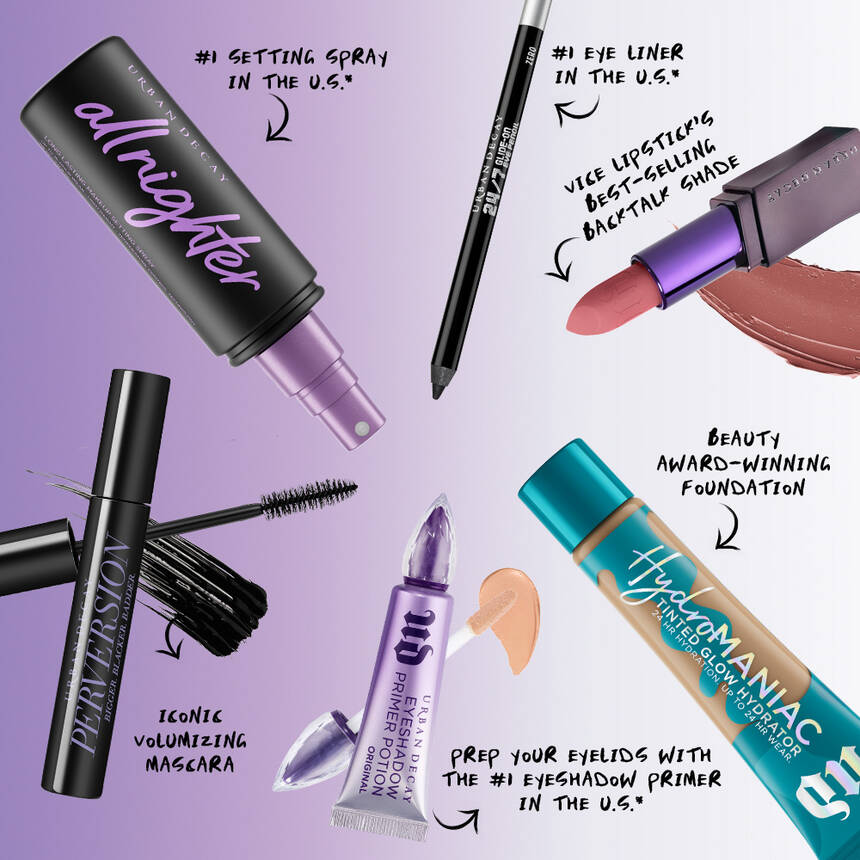 #1 SETTING SPRAY
IN THE U.S.*
URBAN DECAY
all nighter
LONG LASTING MAKEUP SETTING SPRAY
#1 EYE LINER
IN THE U.S.*
ZERO
URBAN DECAY
24/7 GLIDE-ON
EYE PENCIL
VICE LIPSTICK'S
BEST-SELLING
BACKTALK SHADE
URBAN DECAY
BEAUTY
AWARD-WINNING
FOUNDATION
HydroMANIAC
TINTED GLOW HYDRATOR
24 HR HYDRATION. UP TO 24 HR WEAR.
UD
URBAN DECAY
PERVERSION
BIGGER. BLACKER. BADDER.
ICONIC
VOLUMIZING
MASCARA
UD
URBAN DECAY
EYESHADOW
PRIMER POTION
ORIGINAL
PREP YOUR EYELIDS WITH
THE #1 EYESHADOW PRIMER
IN THE U.S.*